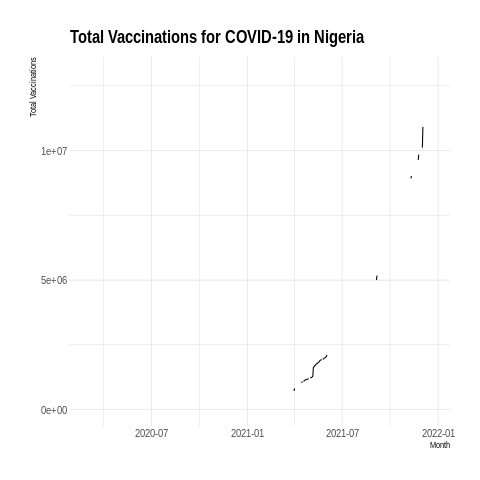 Total Vaccinations for COVID-19 in Nigeria
Total Vaccinations
1e+07
5e+06
0e+00
2020-07 2021-01 2021-07 2022-01
Month